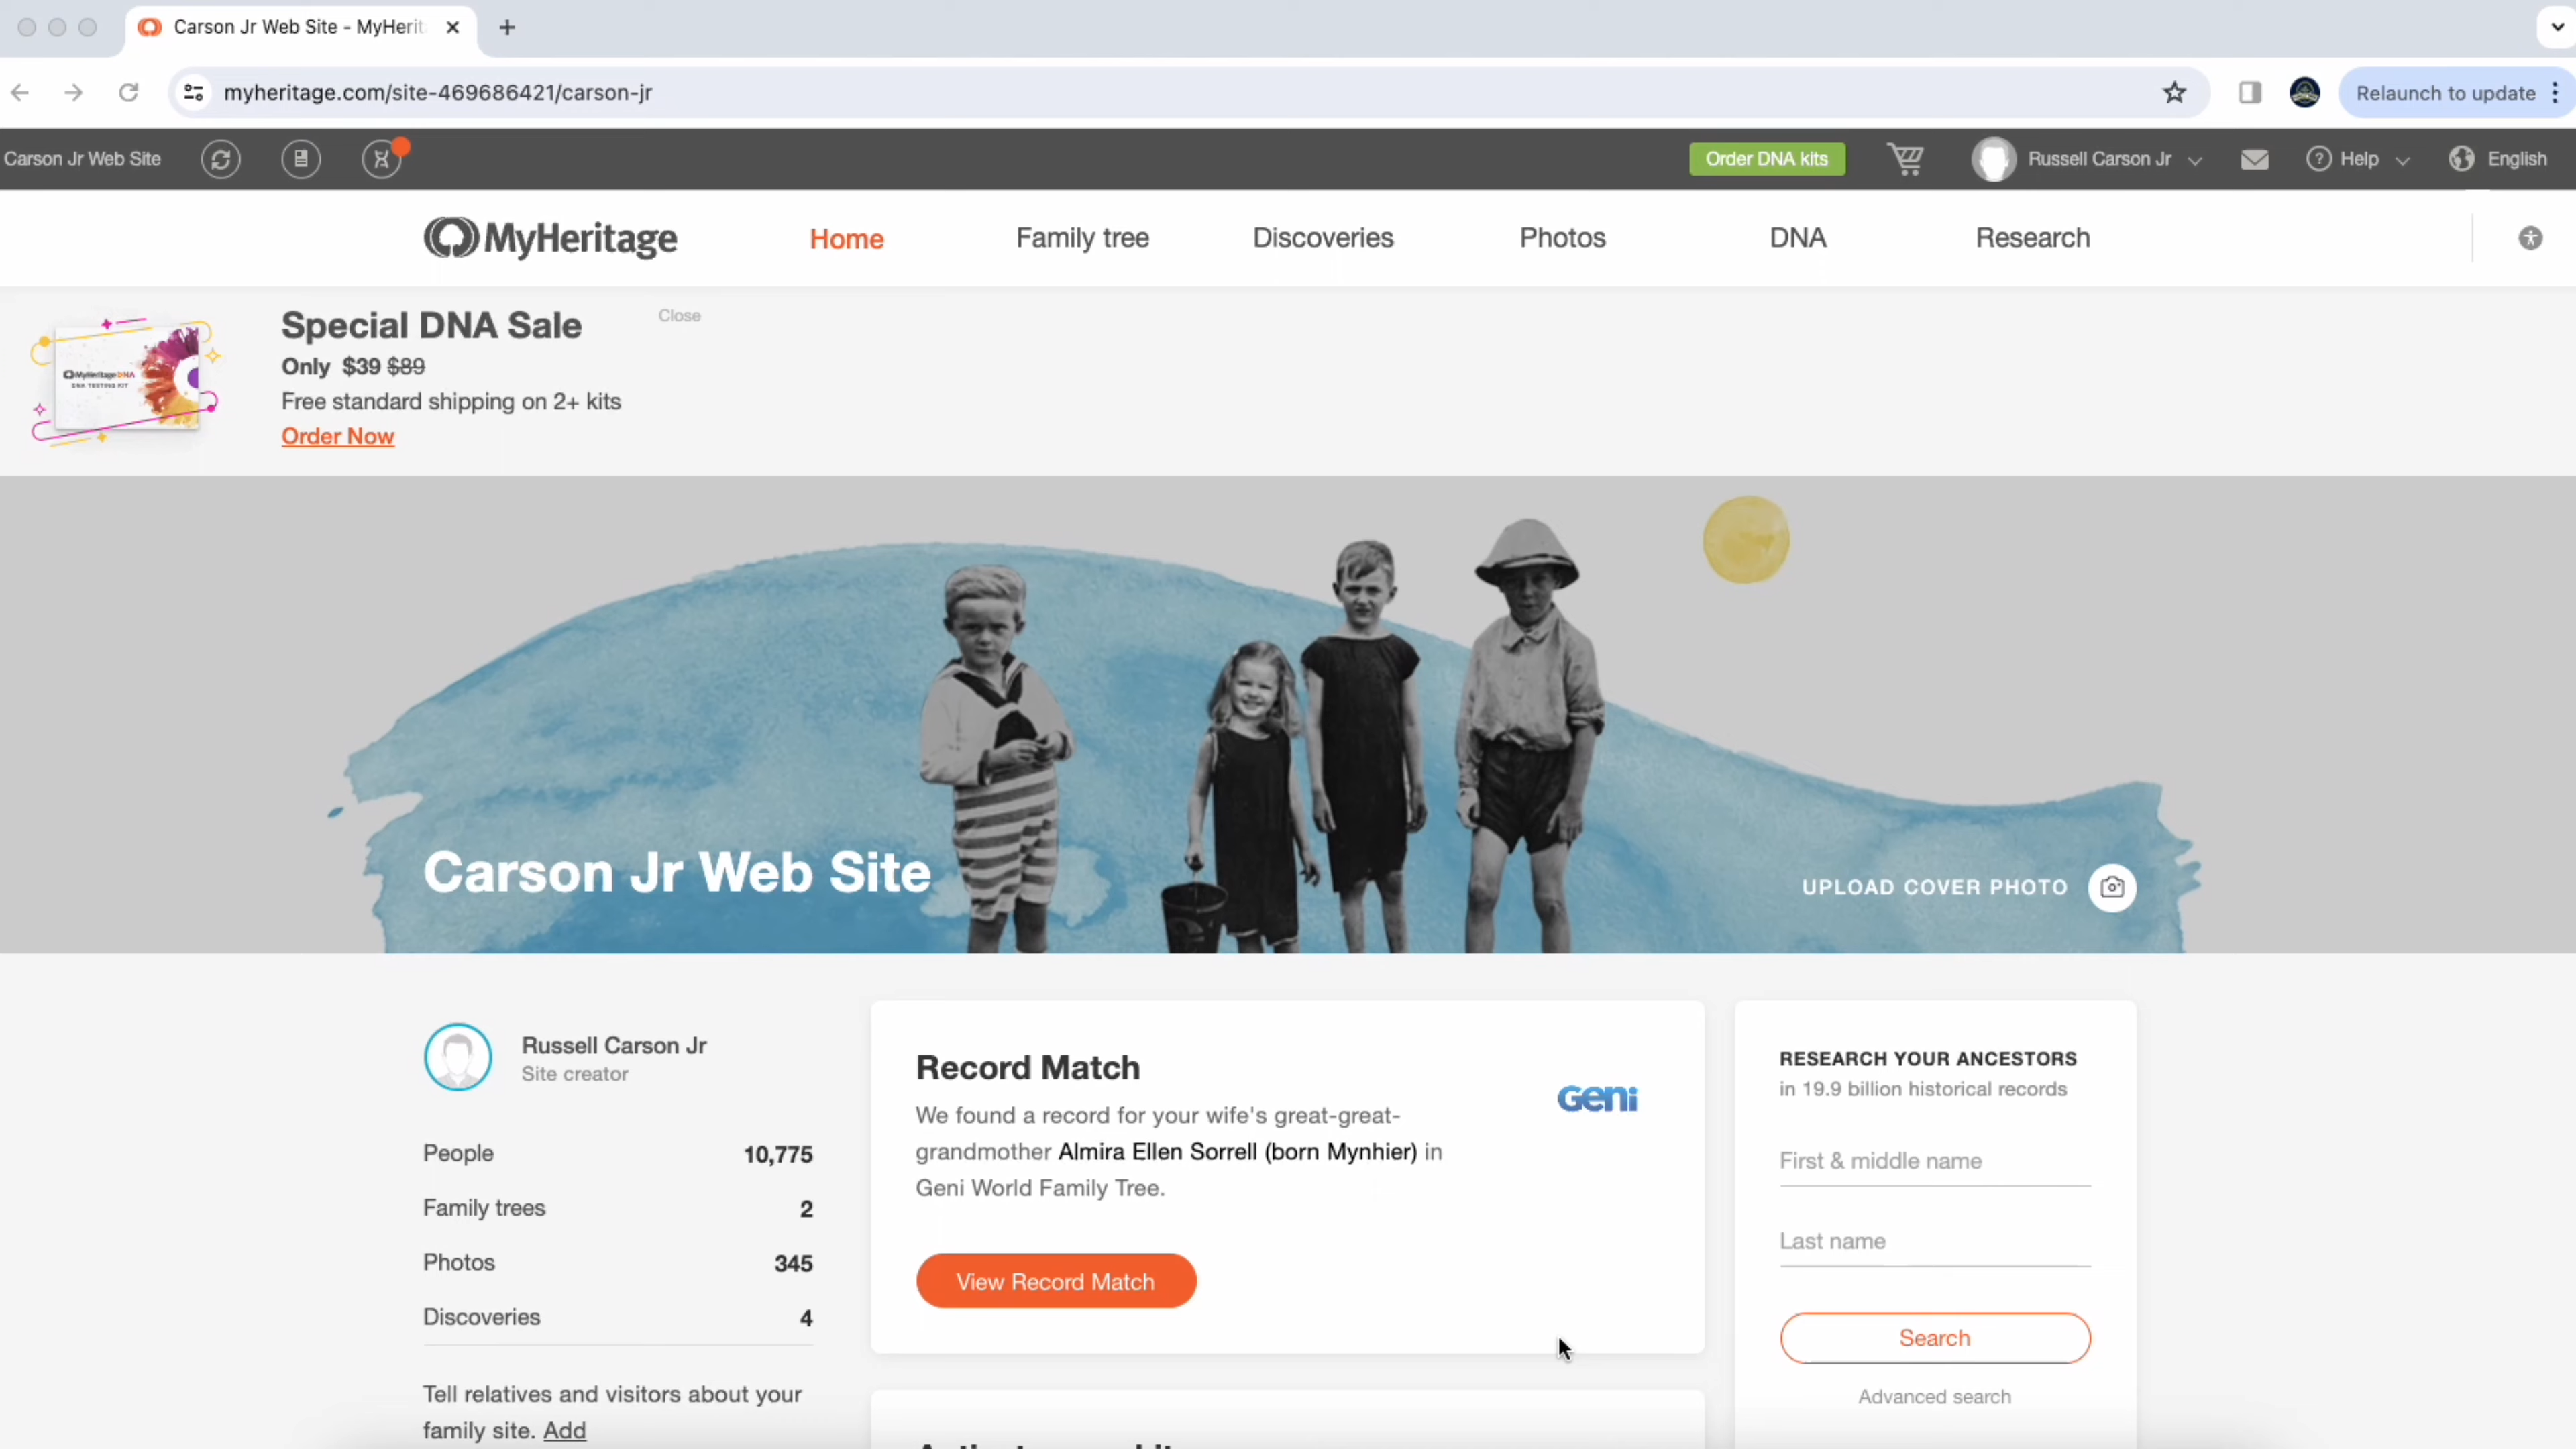 Carson Jr Web Site - MyHerit
myheritage.com/site-469686421/carson-jr
Relaunch to update
Carson Jr Web Site
Order DNA kits
Russell Carson Jr
Help
English
MyHeritage
Home
Family tree
Discoveries
Photos
DNA
Research
MyHeritage DNA
DNA TESTING KIT
Special DNA Sale
Close
Only $39 $89
Free standard shipping on 2+ kits
Order Now
Carson Jr Web Site
UPLOAD COVER PHOTO
Russell Carson Jr
Site creator
People 10,775
Family trees 2
Photos 345
Discoveries 4
Tell relatives and visitors about your
family site. Add
Record Match
We found a record for your wife's great-great-
grandmother Almira Ellen Sorrell (born Mynhier) in
Geni World Family Tree.
Geni
View Record Match
RESEARCH YOUR ANCESTORS
in 19.9 billion historical records
First & middle name
Last name
Search
Advanced search